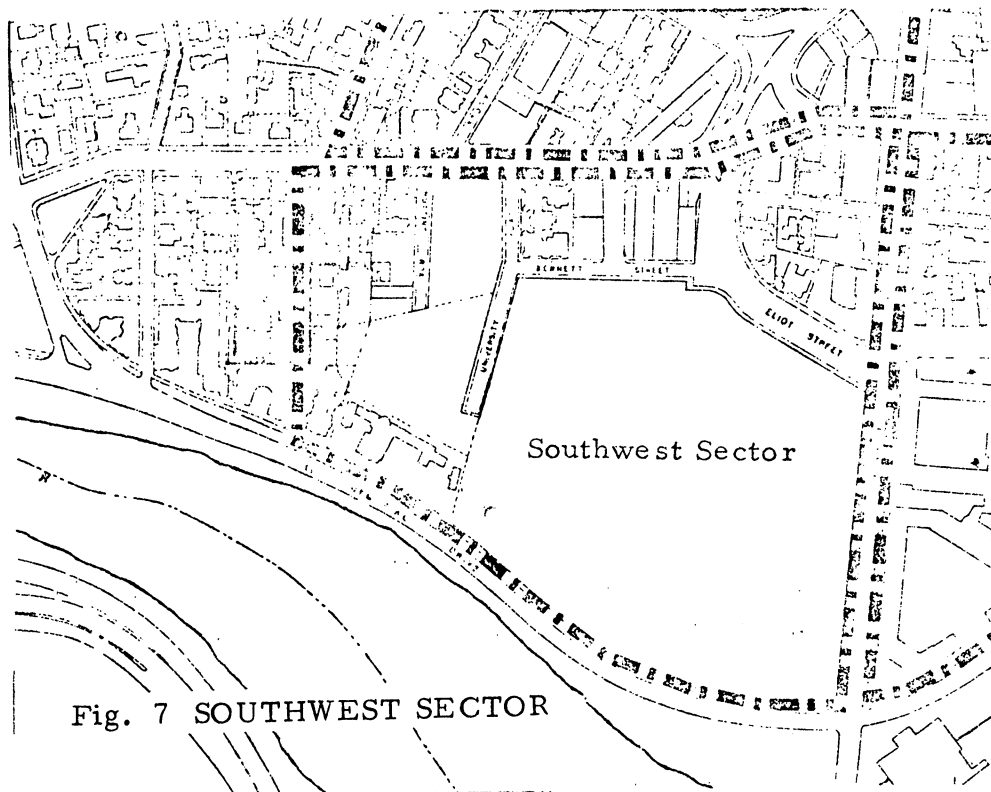 BENNETT STREET
ELIOT STREET
UNIVERSITY
Southwest Sector
Fig. 7 SOUTHWEST SECTOR